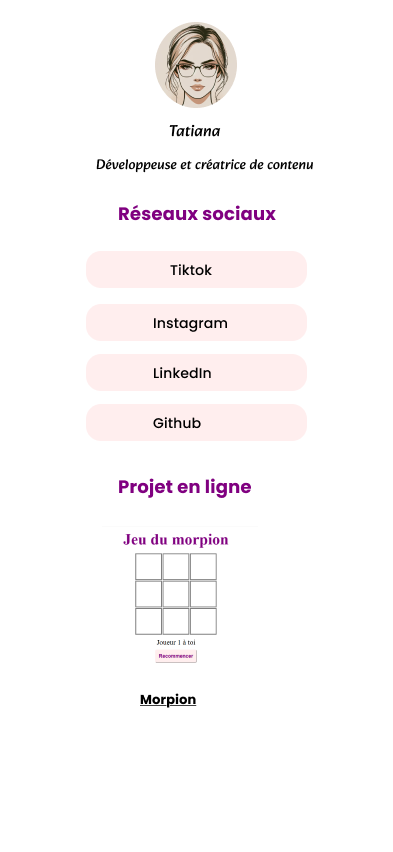 Tatiana
Développeuse et créatrice de contenu
Réseaux sociaux
Tiktok
Instagram
LinkedIn
Github
Projet en ligne
Jeu du morpion
Joueur 1 à toi
Recommencer
Morpion